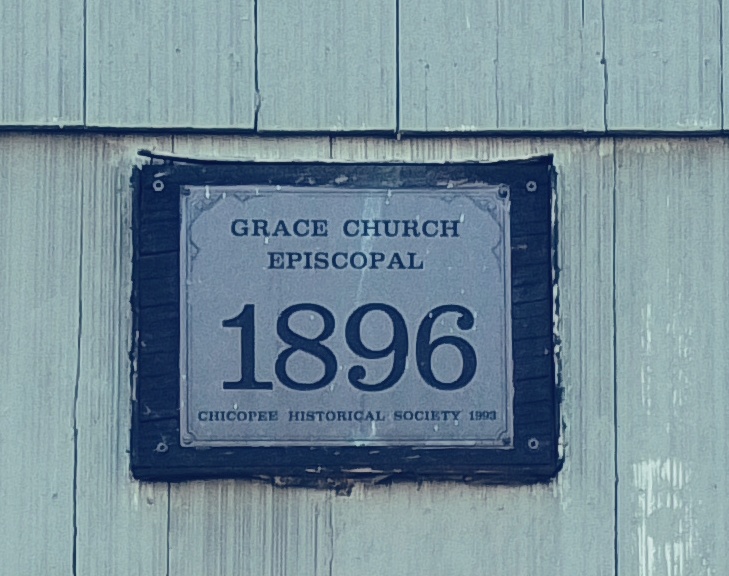 GRACE CHURCH
EPISCOPAL
1896
CHICOPEE HISTORICAL SOCIETY 1993